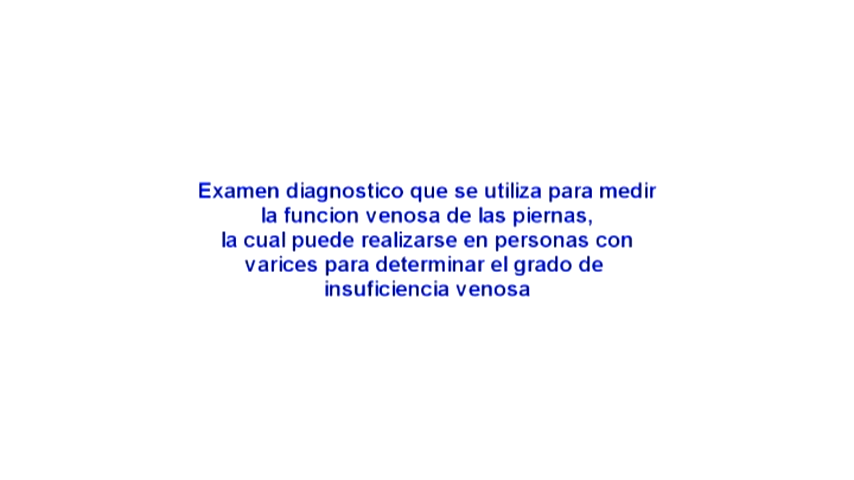 Examen diagnostico que se utiliza para medir
la funcion venosa de las piernas,
la cual puede realizarse en personas con
varices para determinar el grado de
insuficiencia venosa